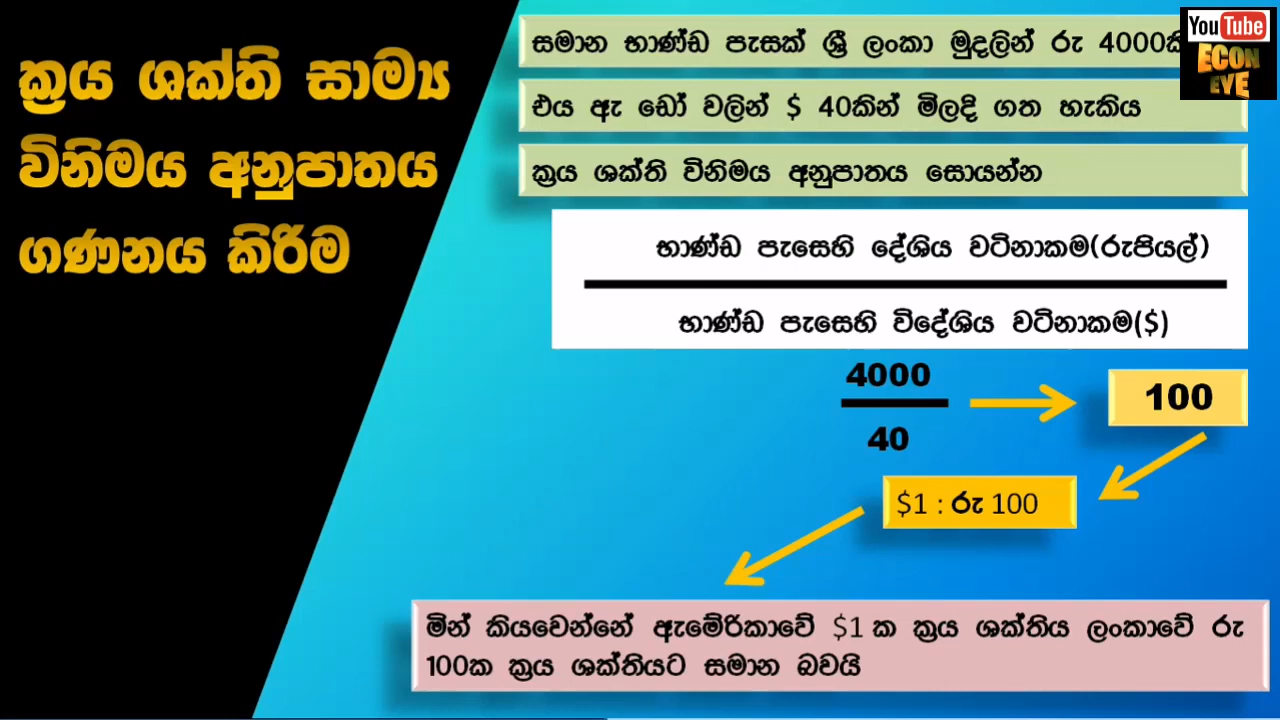 ක්‍රය ශක්ති සාම්‍ය
විනිමය අනුපාතය
ගණනය කිරිම
සමාන භාණ්ඩ පැසක් ශ්‍රී ලංකා මුදලින් රු
එය ඇ ඩෝ වලින් $ 40කින් මිලදි ගත හැකිය
ක්‍රය ශක්ති විනිමය අනුපාතය සොයන්න
භාණ්ඩ පැසෙහි දේශිය වටිනාකම(රුපියල්)
භාණ්ඩ පැසෙහි විදේශිය වටිනාකම($)
4000
40
100
$1 : රු 100
මින් කියවෙන්නේ ඇමේරිකාවේ $1 ක ක්‍රය ශක්තිය ලංකාවේ රු
100ක ක්‍රය ශක්තියට සමාන බවයි
YouTube
ECON
EYE